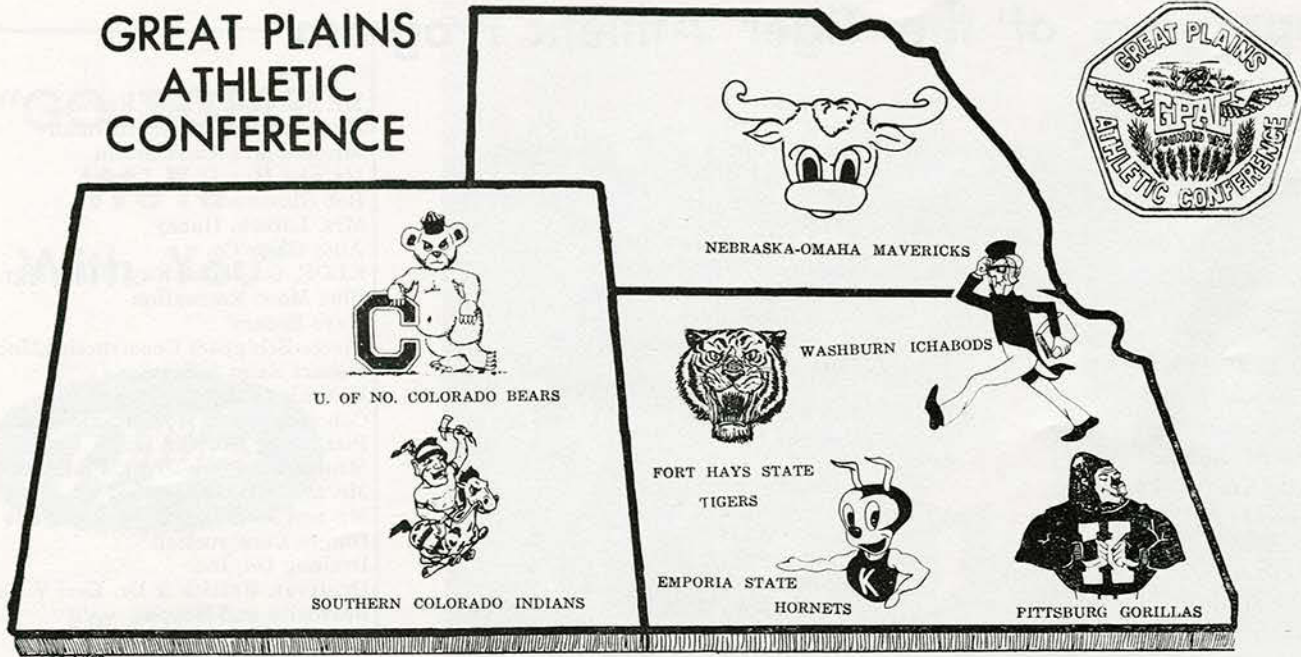 GREAT PLAINS
ATHLETIC
CONFERENCE
GREAT PLAINS
GPAC
ATHLETIC CONFERENCE
NEBRASKA-OMAHA MAVERICKS
WASHBURN ICHABODS
C
U. OF NO. COLORADO BEARS
FORT HAYS STATE
TIGERS
EMPORIA STATE
HORNETS
K
SOUTHERN COLORADO INDIANS
PITTSBURG GORILLAS